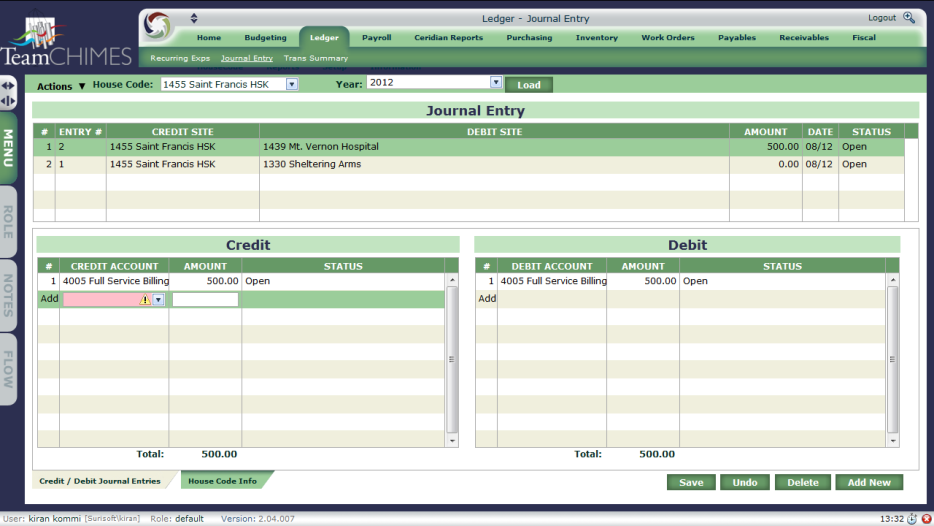 Ledger - Journal Entry
Logout
TeamCHIMES
Home Budgeting Ledger Payroll Ceridian Reports Purchasing Inventory Work Orders Payables Receivables Fiscal
Recurring Exps Journal Entry Trans Summary
Actions ▼ House Code: 1455 Saint Francis HSK Year: 2012 Load
MENU
ROLE
NOTES
FLOW
Journal Entry
# ENTRY # CREDIT SITE DEBIT SITE AMOUNT DATE STATUS
1 2 1455 Saint Francis HSK 1439 Mt. Vernon Hospital 500.00 08/12 Open
2 1 1455 Saint Francis HSK 1330 Sheltering Arms 0.00 08/12 Open
Credit
# CREDIT ACCOUNT AMOUNT STATUS
1 4005 Full Service Billing 500.00 Open
Add
Total: 500.00
Debit
# DEBIT ACCOUNT AMOUNT STATUS
1 4005 Full Service Billing 500.00 Open
Add
Total: 500.00
Credit / Debit Journal Entries House Code Info
Save Undo Delete Add New
User: kiran kommi [Surisoft\kiran] Role: default Version: 2.04.007 13:32